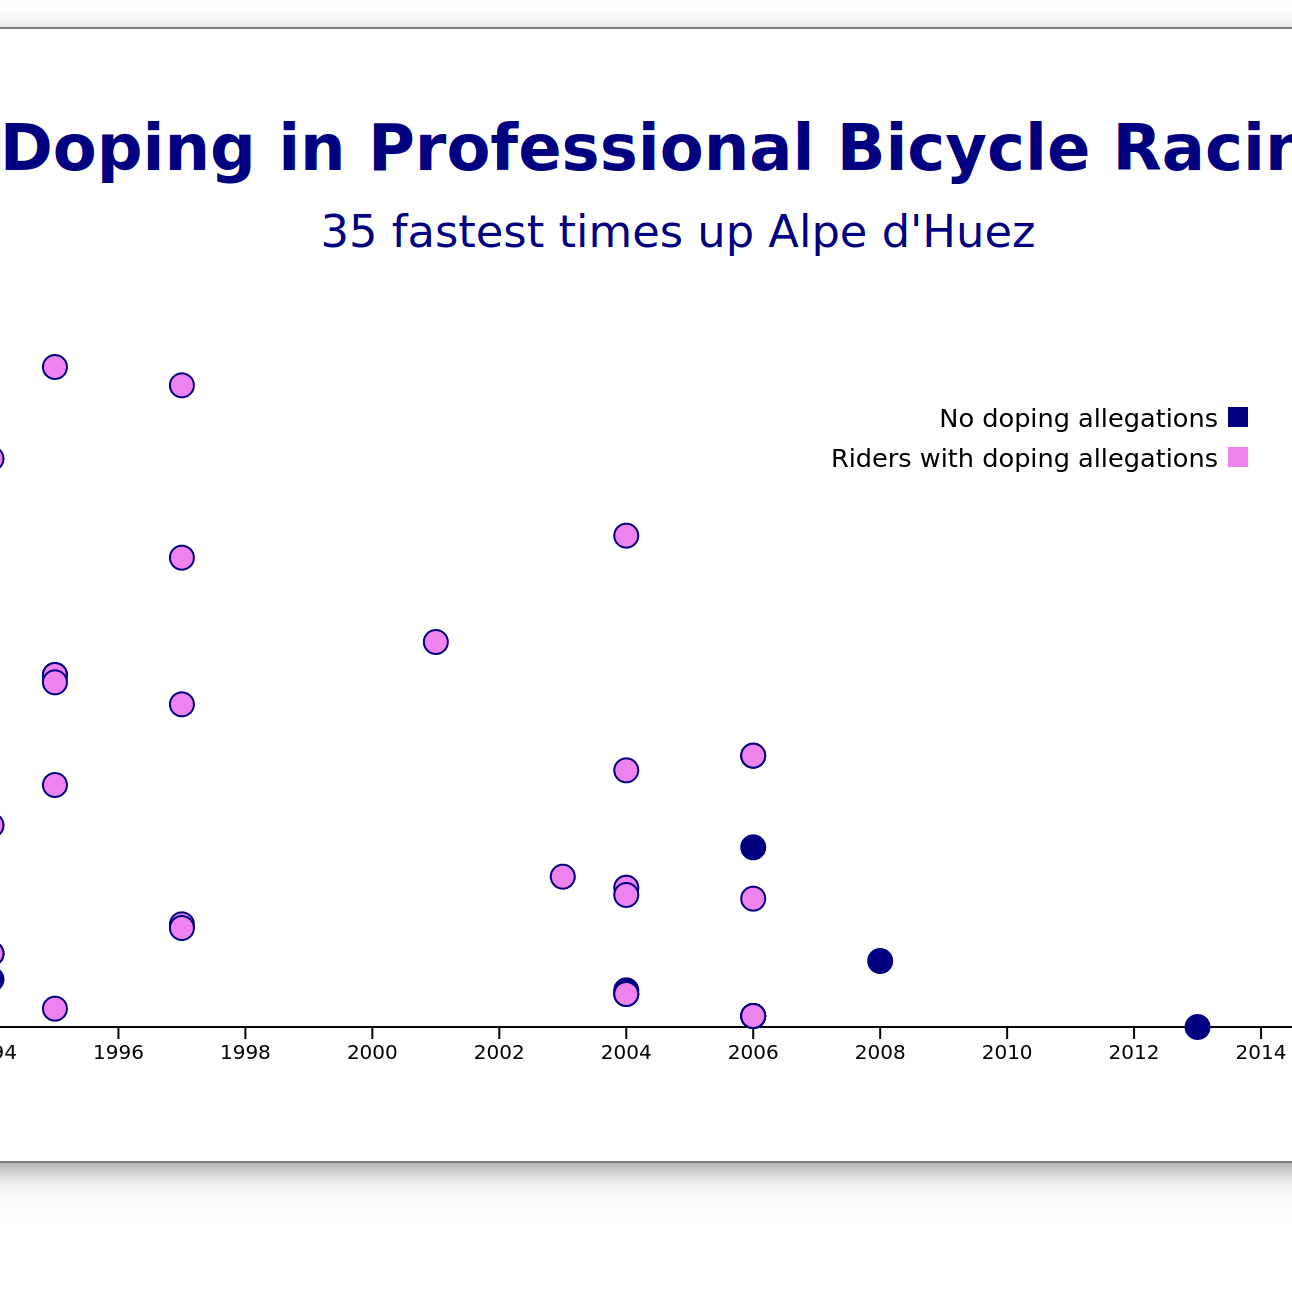 Doping in Professional Bicycle Racin
35 fastest times up Alpe d'Huez
No doping allegations
Riders with doping allegations
94 1996 1998 2000 2002 2004 2006 2008 2010 2012 2014